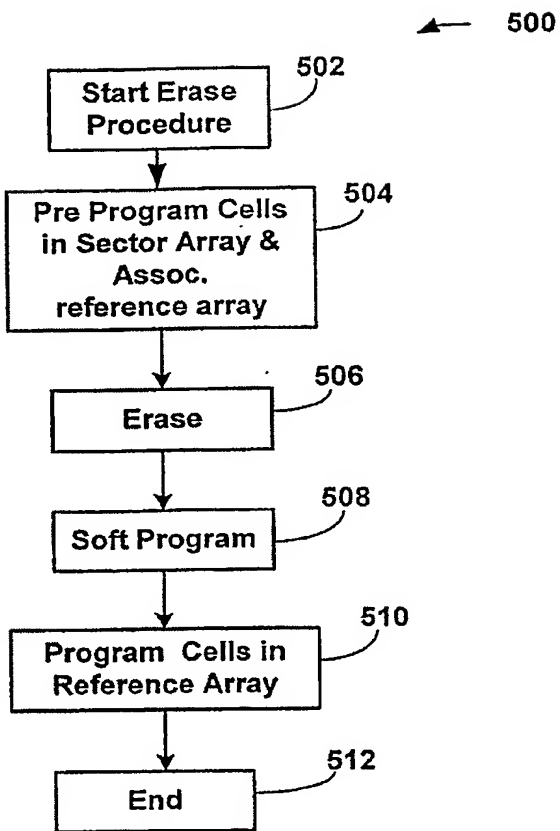 500
502
Start Erase
Procedure
504
Pre Program Cells
in Sector Array &
Assoc.
reference array
506
Erase
508
Soft Program
510
Program Cells in
Reference Array
512
End